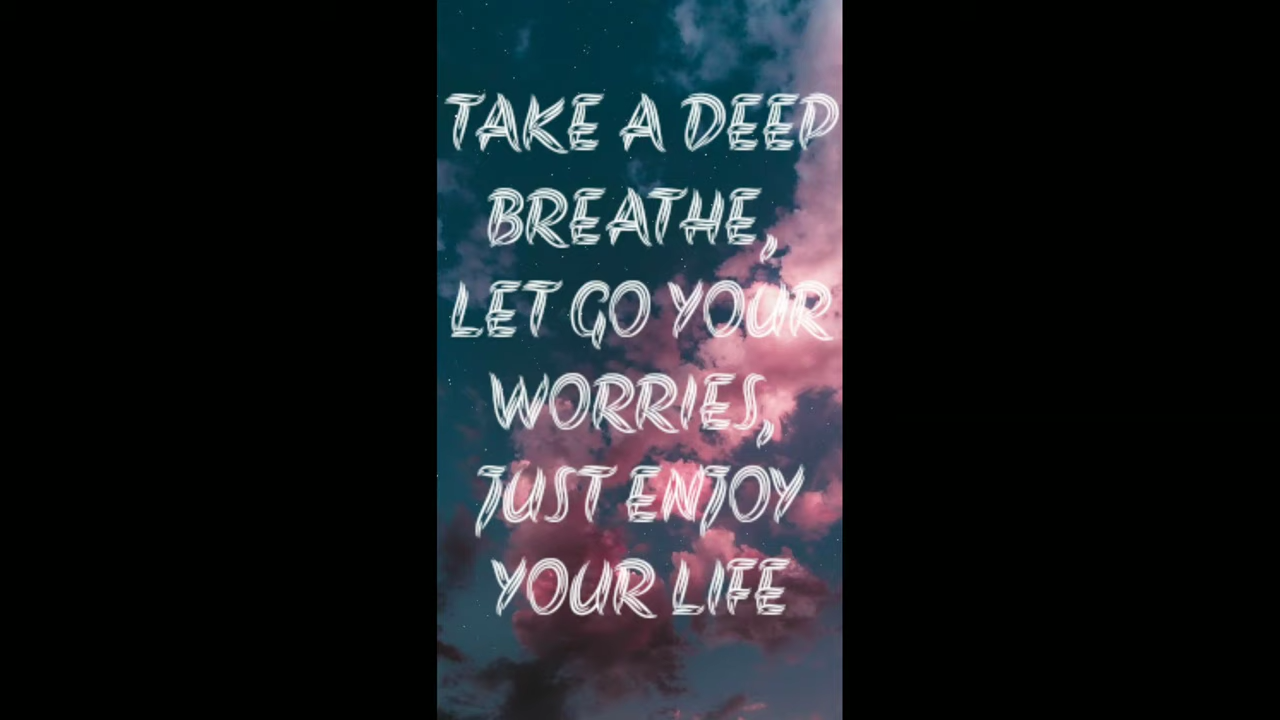 TAKE A DEEP
BREATHE,
LET GO YOUR
WORRIES,
JUST ENJOY
YOUR LIFE